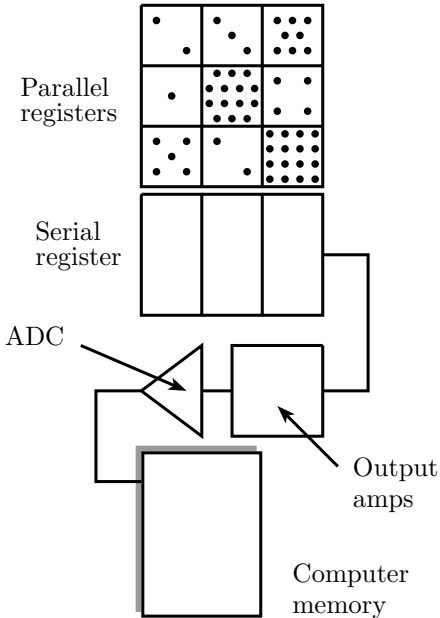 Parallel
registers
Serial
register
ADC
Output
amps
Computer
memory